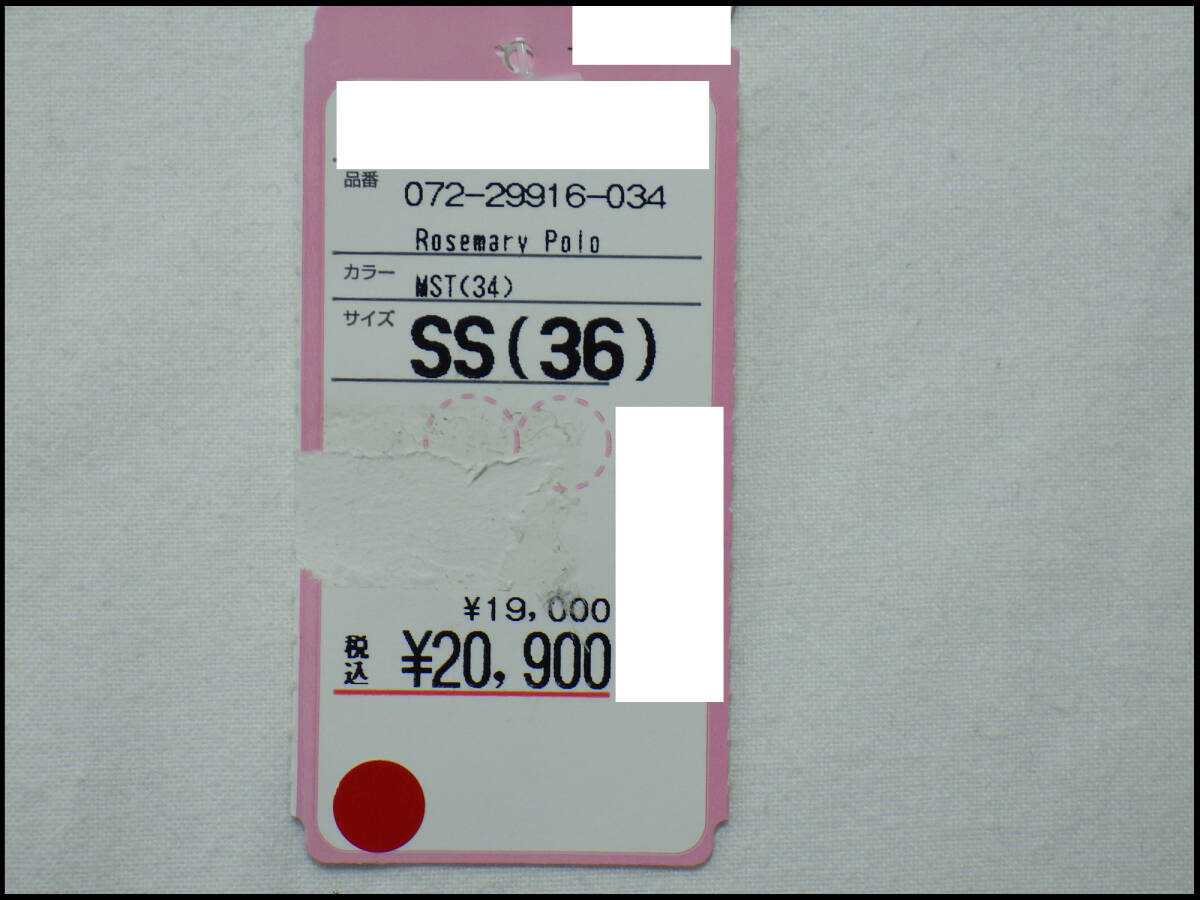 品番 072-29916-034
Rosemary Polo
カラー MST(34)
サイズ SS(36)
¥19,000
税込 ¥20,900